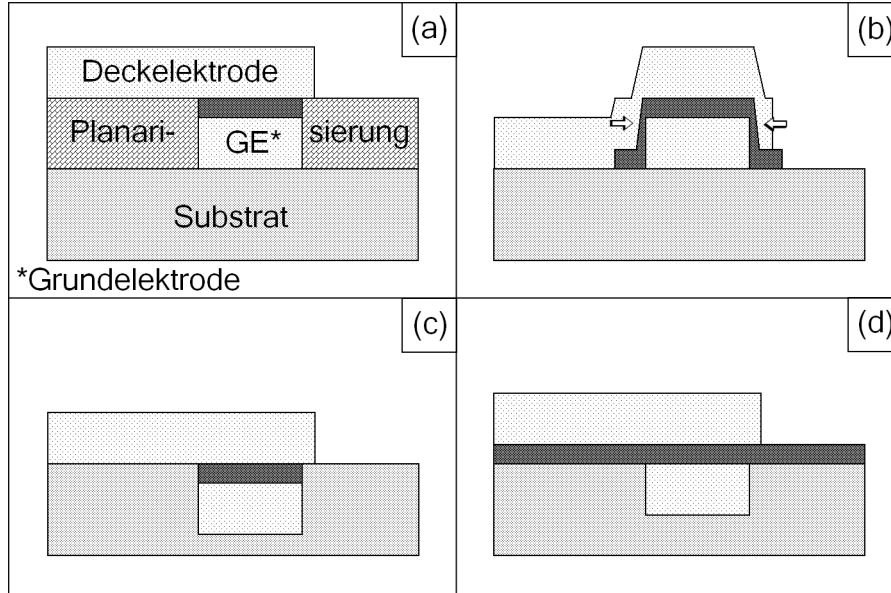 (a)
Deckelektrode
Planari- GE* sierung
Substrat
*Grundelektrode
(b)
(c)
(d)